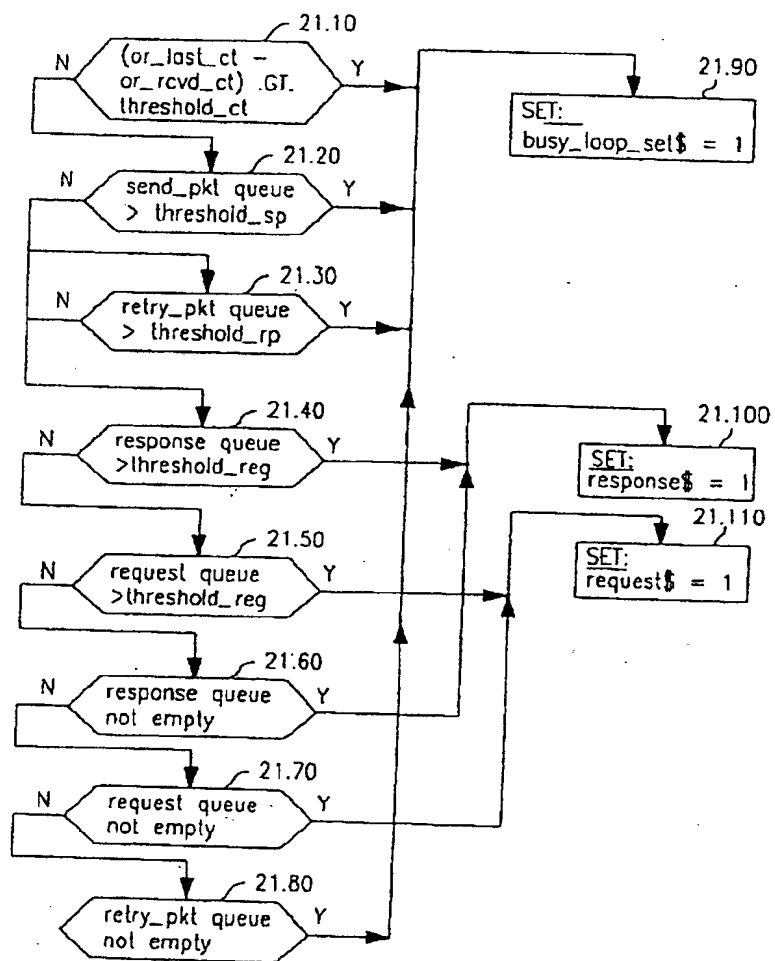 21.10
(or_last_ct –
or_rcvd_ct) .GT.
threshold_ct
N
Y
21.90
SET:
busy_loop_set$ = 1
21.20
N
send_pkt queue
> threshold_sp
Y
21.30
N
retry_pkt queue
> threshold_rp
Y
21.40
N
response queue
>threshold_reg
Y
21.100
SET:
response$ = 1
21.110
SET:
request$ = 1
21.50
N
request queue
>threshold_reg
Y
21.60
N
response queue
not empty
Y
21.70
N
request queue
not empty
Y
21.80
retry_pkt queue
not empty
Y